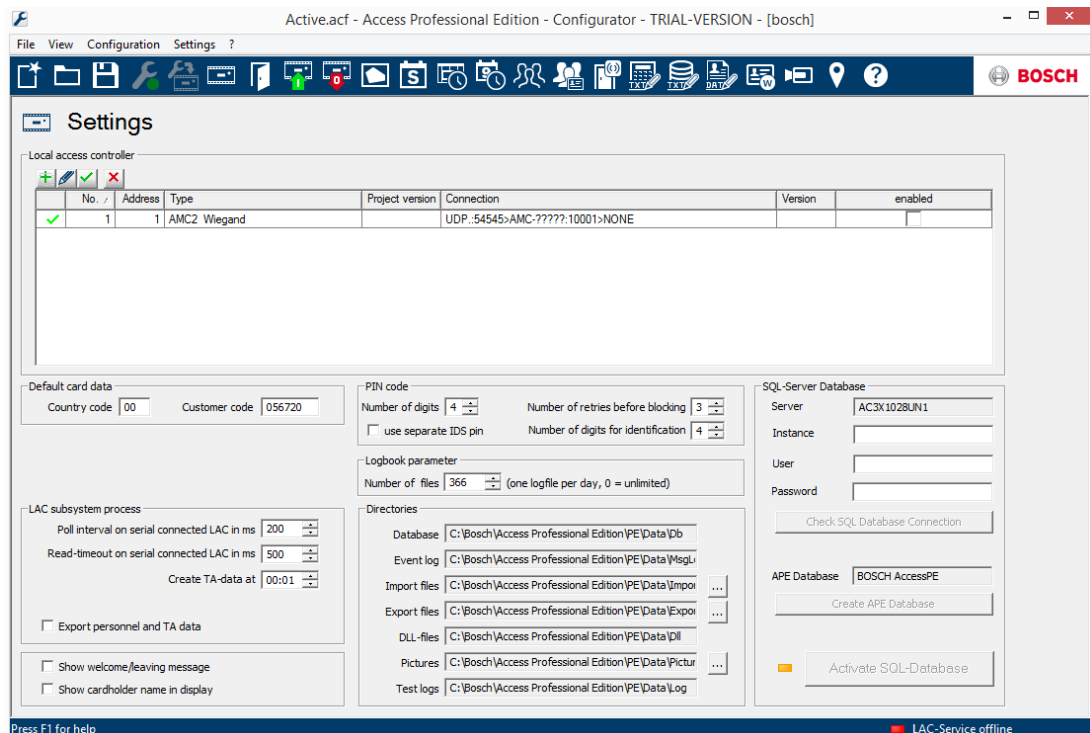 Active.acf - Access Professional Edition - Configurator - TRIAL-VERSION - [bosch]
File View Configuration Settings ?
BOSCH
Settings
Local access controller
No. Address Type Project version Connection Version enabled
1 1 AMC2 Wiegand UDP.:54545>AMC-?????:10001>NONE
Default card data
Country code 00 Customer code 056720
PIN code
Number of digits 4 Number of retries before blocking 3
use separate IDS pin Number of digits for identification 4
SQL-Server Database
Server AC3X1028UN1
Instance
User
Password
Check SQL Database Connection
APE Database BOSCH AccessPE
Create APE Database
Activate SQL-Database
Logbook parameter
Number of files 366 (one logfile per day, 0 = unlimited)
LAC subsystem process
Poll interval on serial connected LAC in ms 200
Read-timeout on serial connected LAC in ms 500
Create TA-data at 00:01
Export personnel and TA data
Show welcome/leaving message
Show cardholder name in display
Directories
Database C:\Bosch\Access Professional Edition\PE\Data\Db
Event log C:\Bosch\Access Professional Edition\PE\Data\MsgL
Import files C:\Bosch\Access Professional Edition\PE\Data\Impor ...
Export files C:\Bosch\Access Professional Edition\PE\Data\Expor ...
DLL-files C:\Bosch\Access Professional Edition\PE\Data\Dll
Pictures C:\Bosch\Access Professional Edition\PE\Data\Pictur ...
Test logs C:\Bosch\Access Professional Edition\PE\Data\Log
Press F1 for help LAC-Service offline